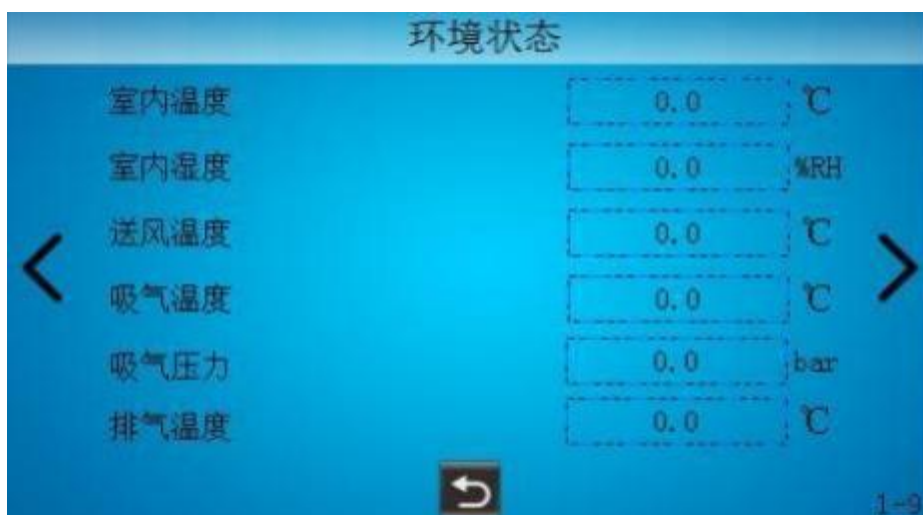 环境状态
室内温度 0.0 ℃
室内湿度 0.0 %RH
送风温度 0.0 ℃
吸气温度 0.0 ℃
吸气压力 0.0 bar
排气温度 0.0 ℃
1-9